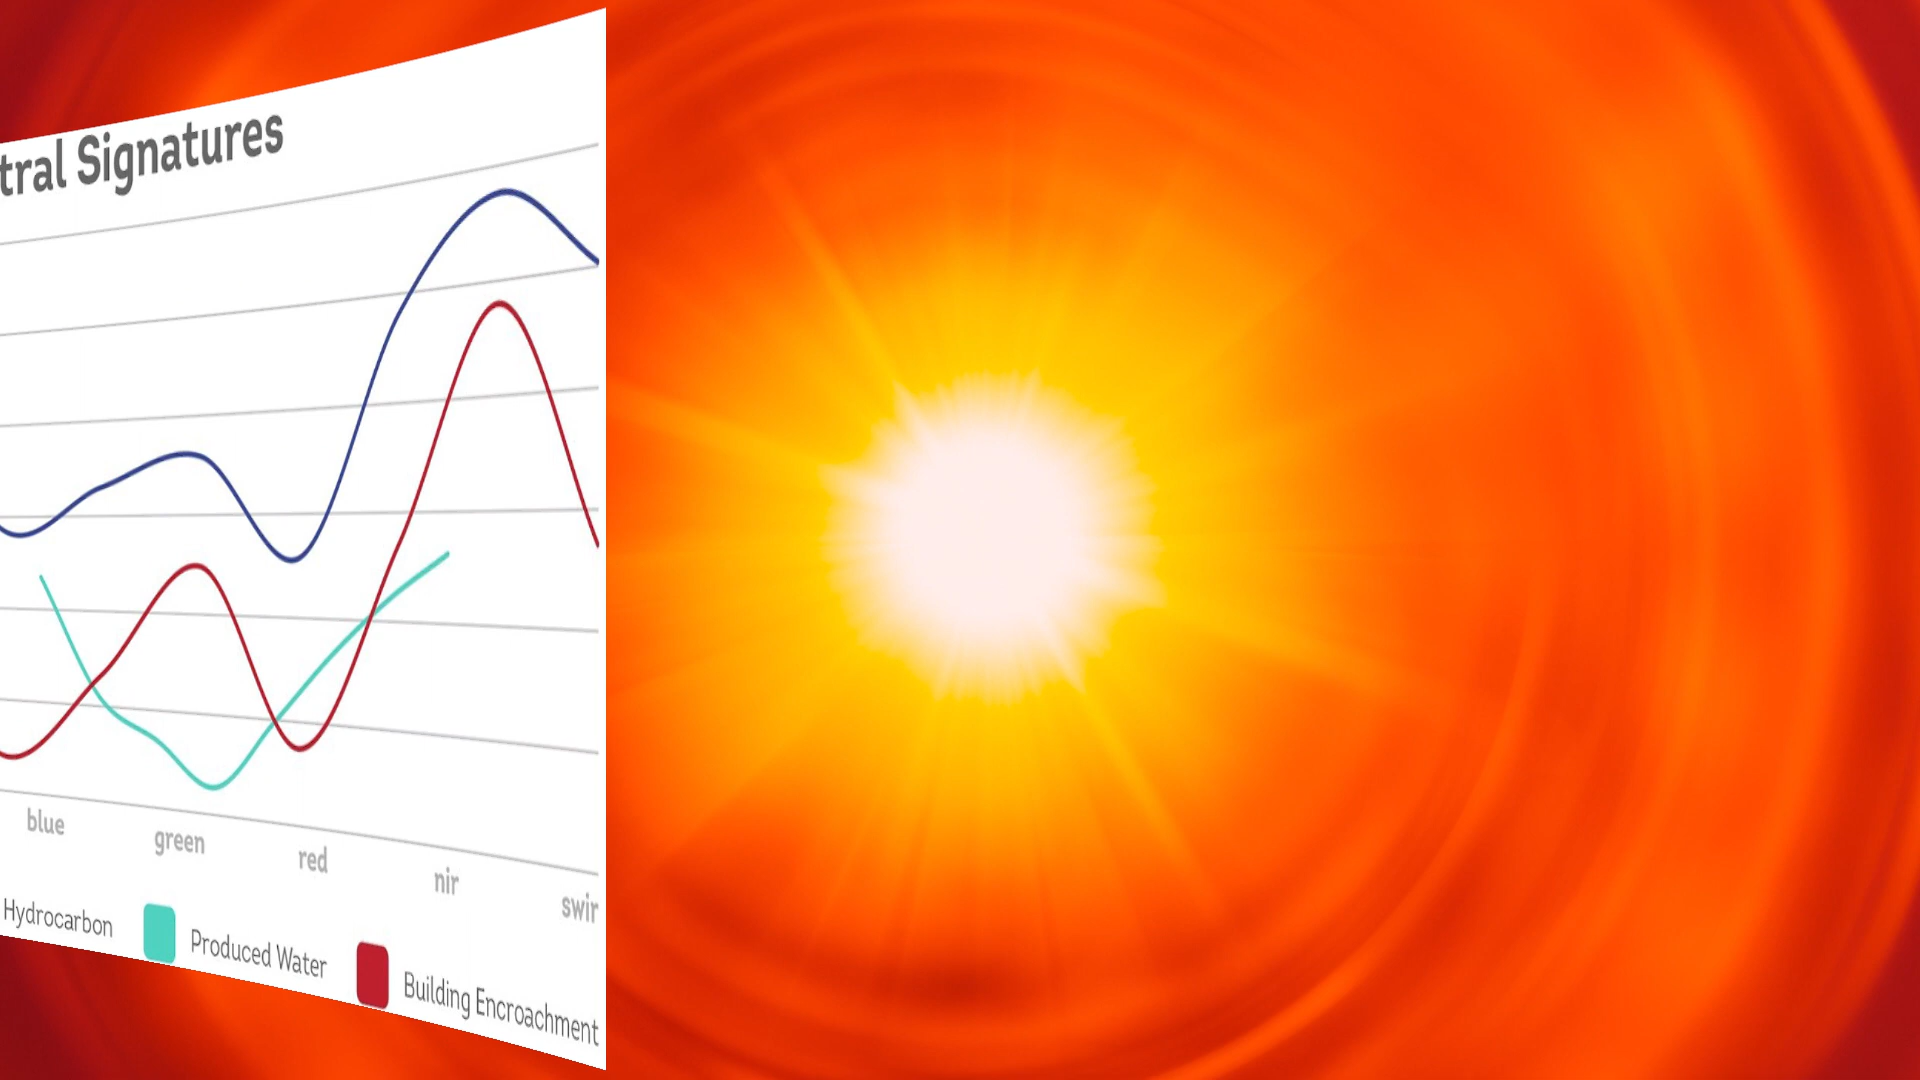 tral Signatures
blue green red nir swir
Hydrocarbon Produced Water Building Encroachment